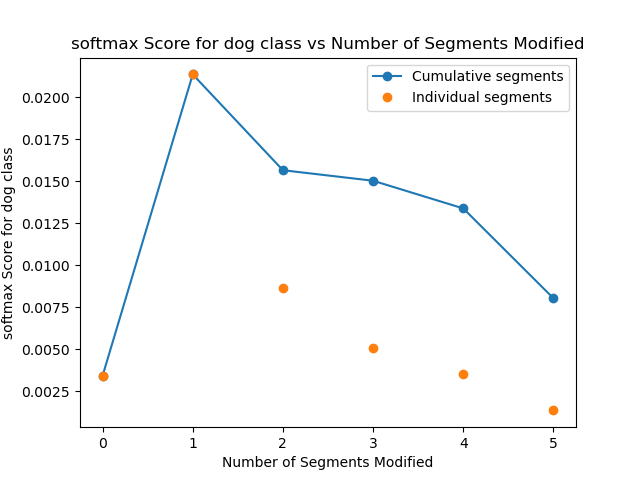 softmax Score for dog class vs Number of Segments Modified
Cumulative segments
Individual segments
softmax Score for dog class
0.0200
0.0175
0.0150
0.0125
0.0100
0.0075
0.0050
0.0025
0 1 2 3 4 5
Number of Segments Modified